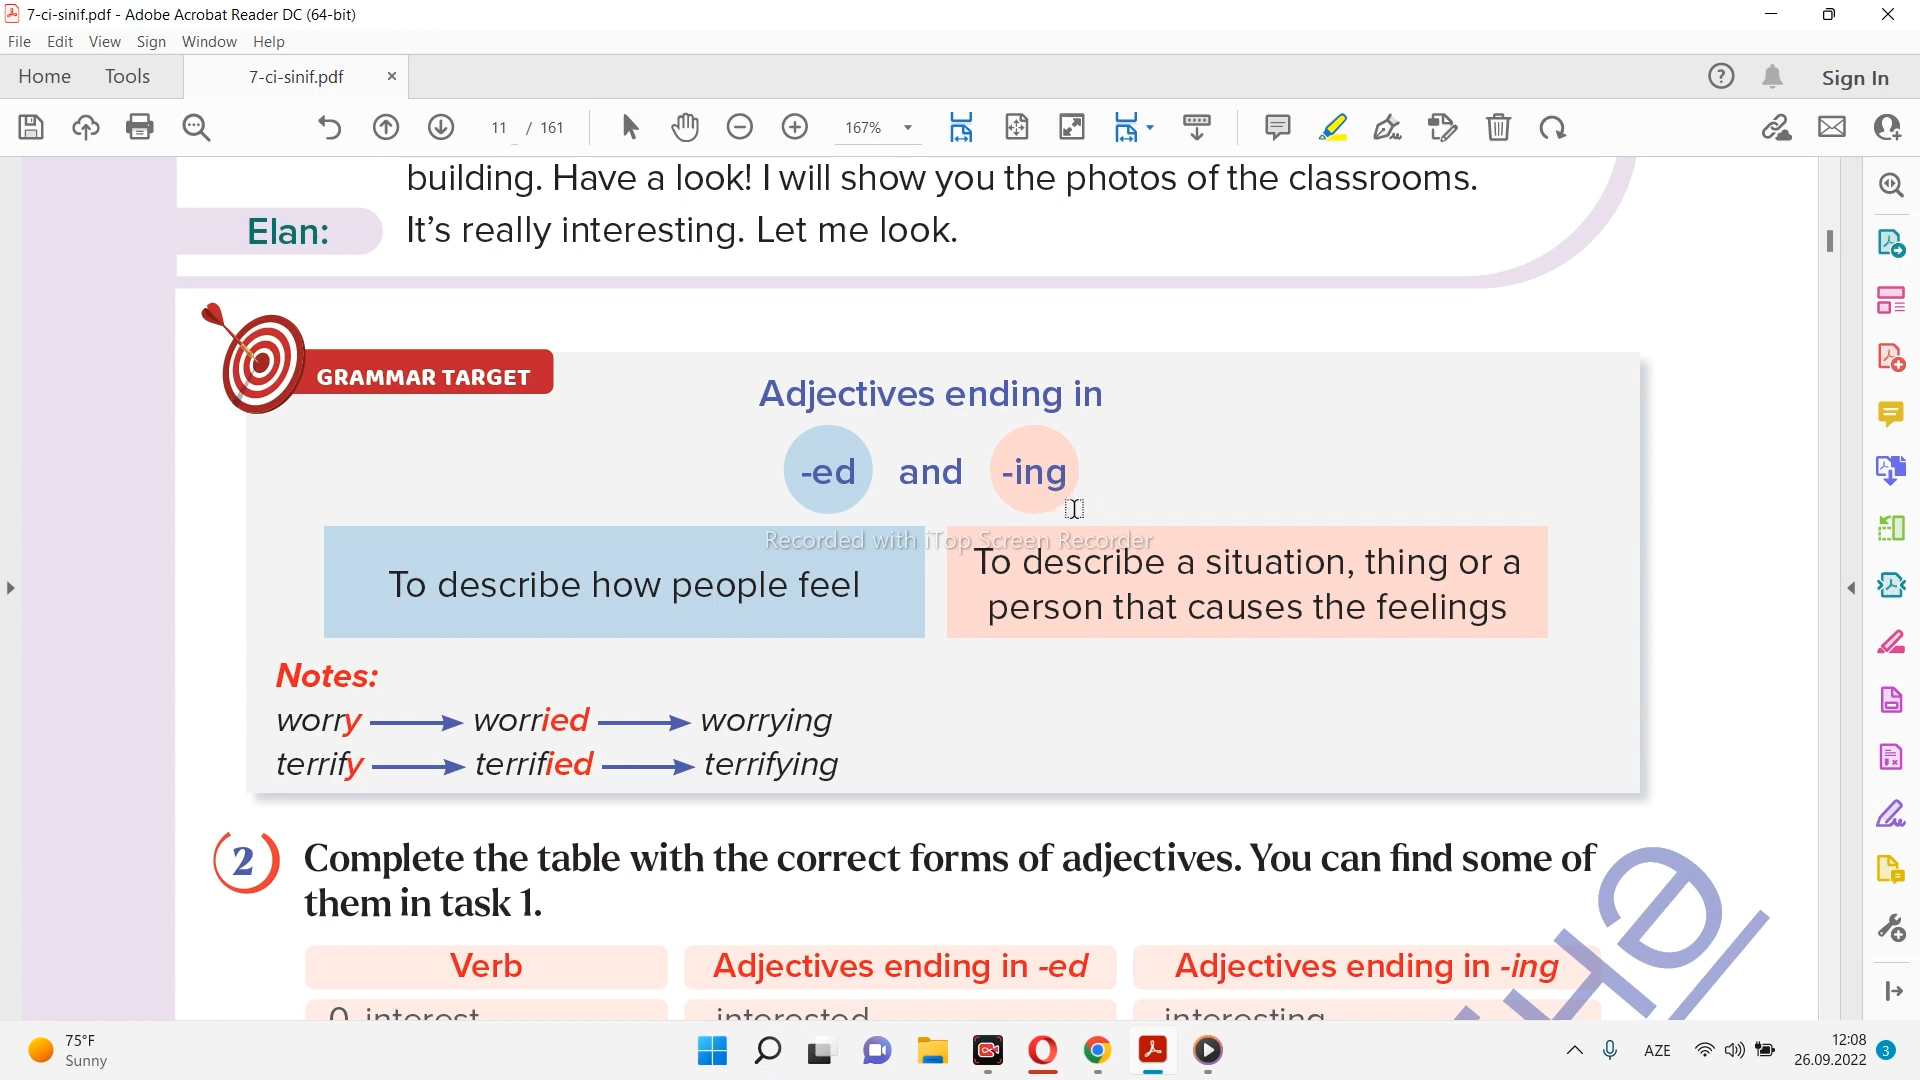 7-ci-sinif.pdf - Adobe Acrobat Reader DC (64-bit)
File Edit View Sign Window Help
Home Tools 7-ci-sinif.pdf × Sign In
11 / 161 167%
building. Have a look! I will show you the photos of the classrooms.
Elan: It’s really interesting. Let me look.
GRAMMAR TARGET
Adjectives ending in
-ed and -ing
Recorded with iTop Screen Recorder
To describe how people feel
To describe a situation, thing or a
person that causes the feelings
Notes:
worry worried worrying
terrify terrified terrifying
2 Complete the table with the correct forms of adjectives. You can find some of
them in task 1.
Verb Adjectives ending in -ed Adjectives ending in -ing
0. interest interested interesting
75°F
Sunny
AZE
12:08
26.09.2022
3